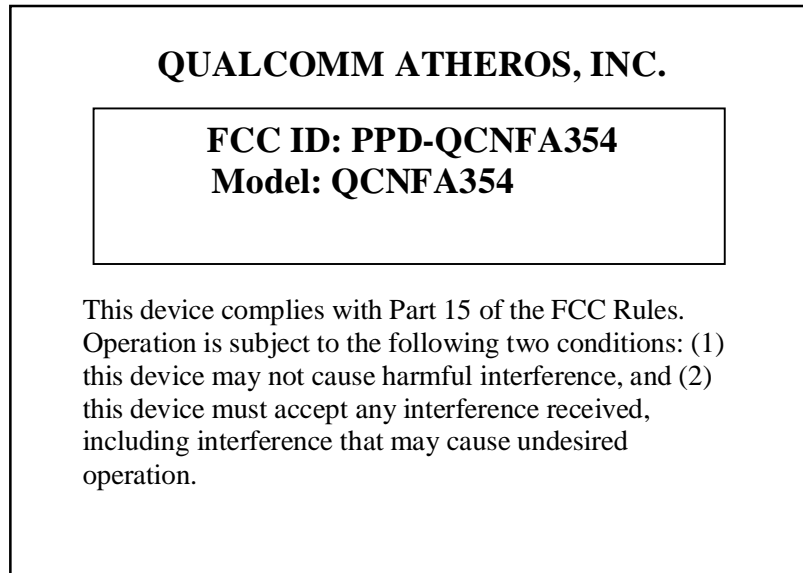 QUALCOMM ATHEROS, INC.
FCC ID: PPD-QCNFA354
Model: QCNFA354
This device complies with Part 15 of the FCC Rules.
Operation is subject to the following two conditions: (1)
this device may not cause harmful interference, and (2)
this device must accept any interference received,
including interference that may cause undesired
operation.